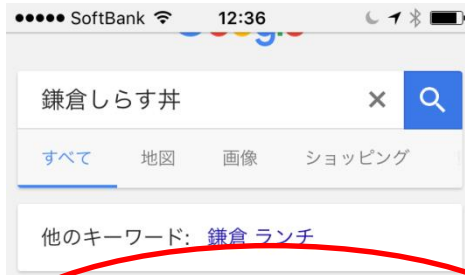 SoftBank 12:36
鎌倉しらす丼
すべて 地図 画像 ショッピング
他のキーワード: 鎌倉 ランチ